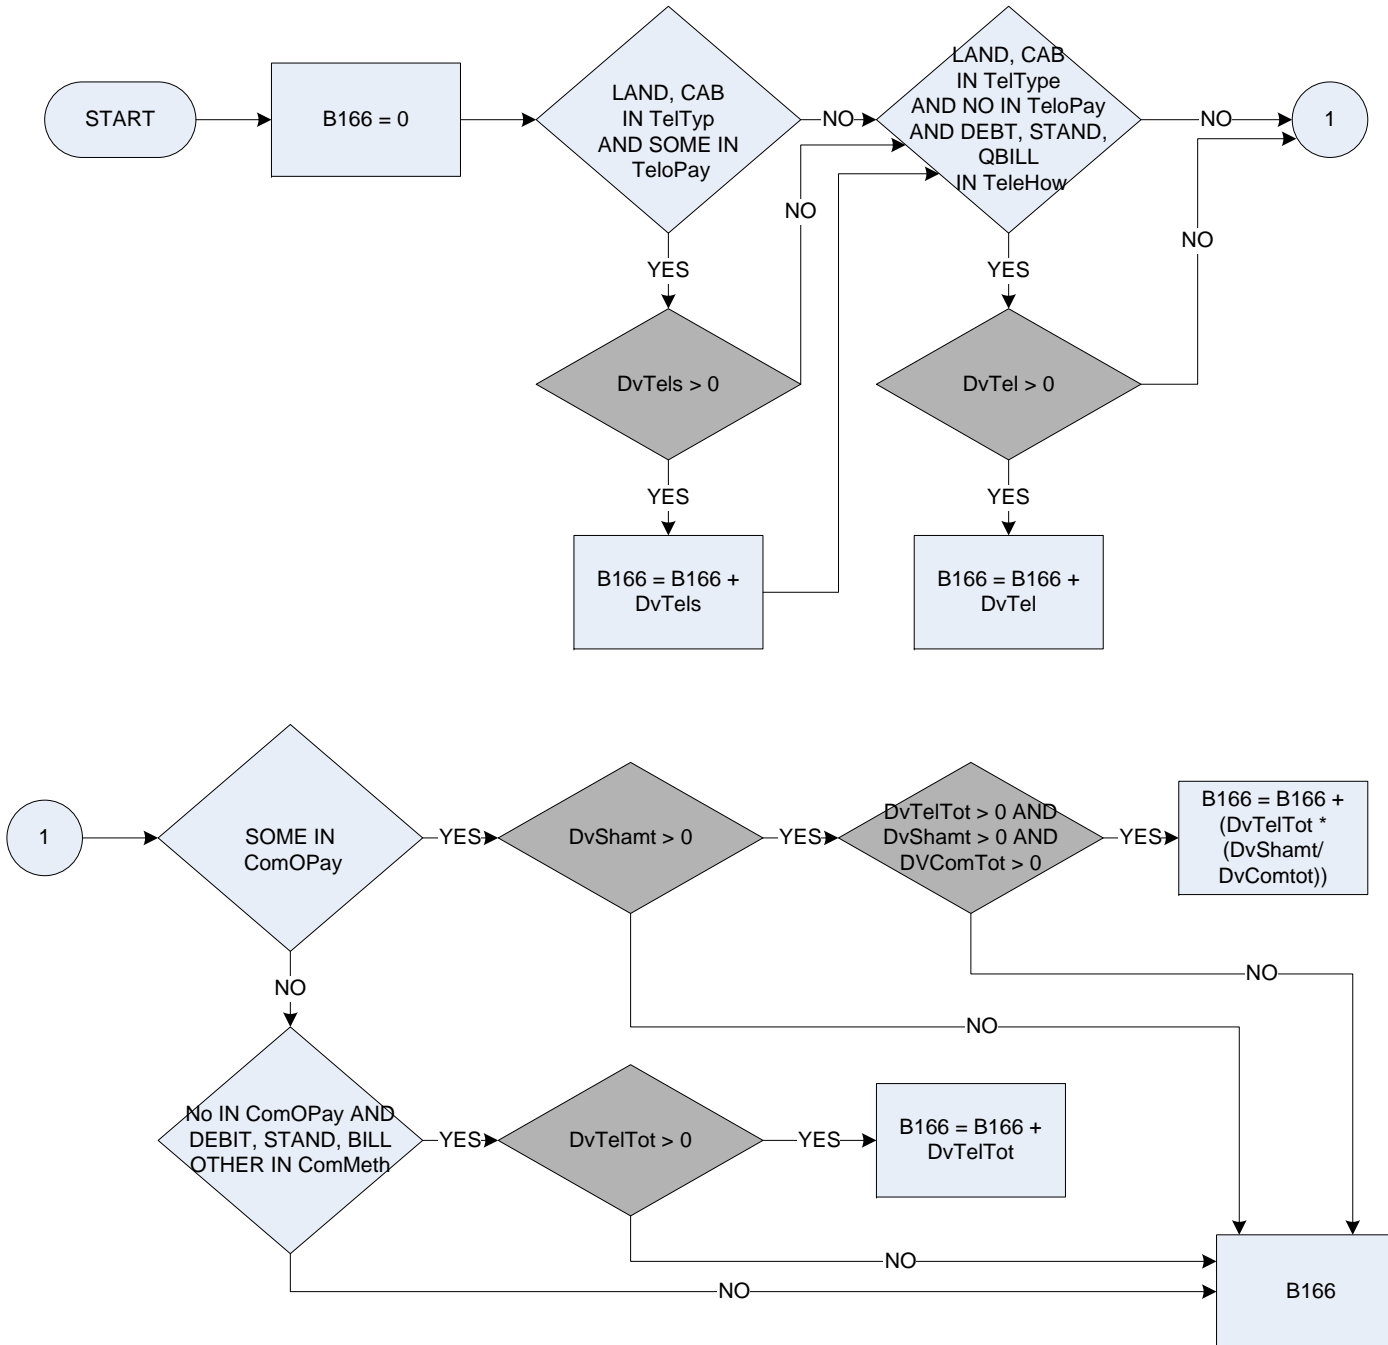 START
B166 = 0
LAND, CAB
IN TelTyp
AND SOME IN
TeloPay
NO
LAND, CAB
IN TelType
AND NO IN TeloPay
AND DEBT, STAND,
QBILL
IN TeleHow
NO
1
NO
NO
YES
YES
DvTels > 0
DvTel > 0
YES
YES
B166 = B166 +
DvTels
B166 = B166 +
DvTel
1
SOME IN
ComOPay
YES
DvShamt > 0
YES
DvTelTot > 0 AND
DvShamt > 0 AND
DVComTot > 0
YES
B166 = B166 +
(DvTelTot *
(DvShamt/
DvComtot))
NO
NO
NO
No IN ComOPay AND
DEBIT, STAND, BILL
OTHER IN ComMeth
YES
DvTelTot > 0
YES
B166 = B166 +
DvTelTot
NO
NO
B166